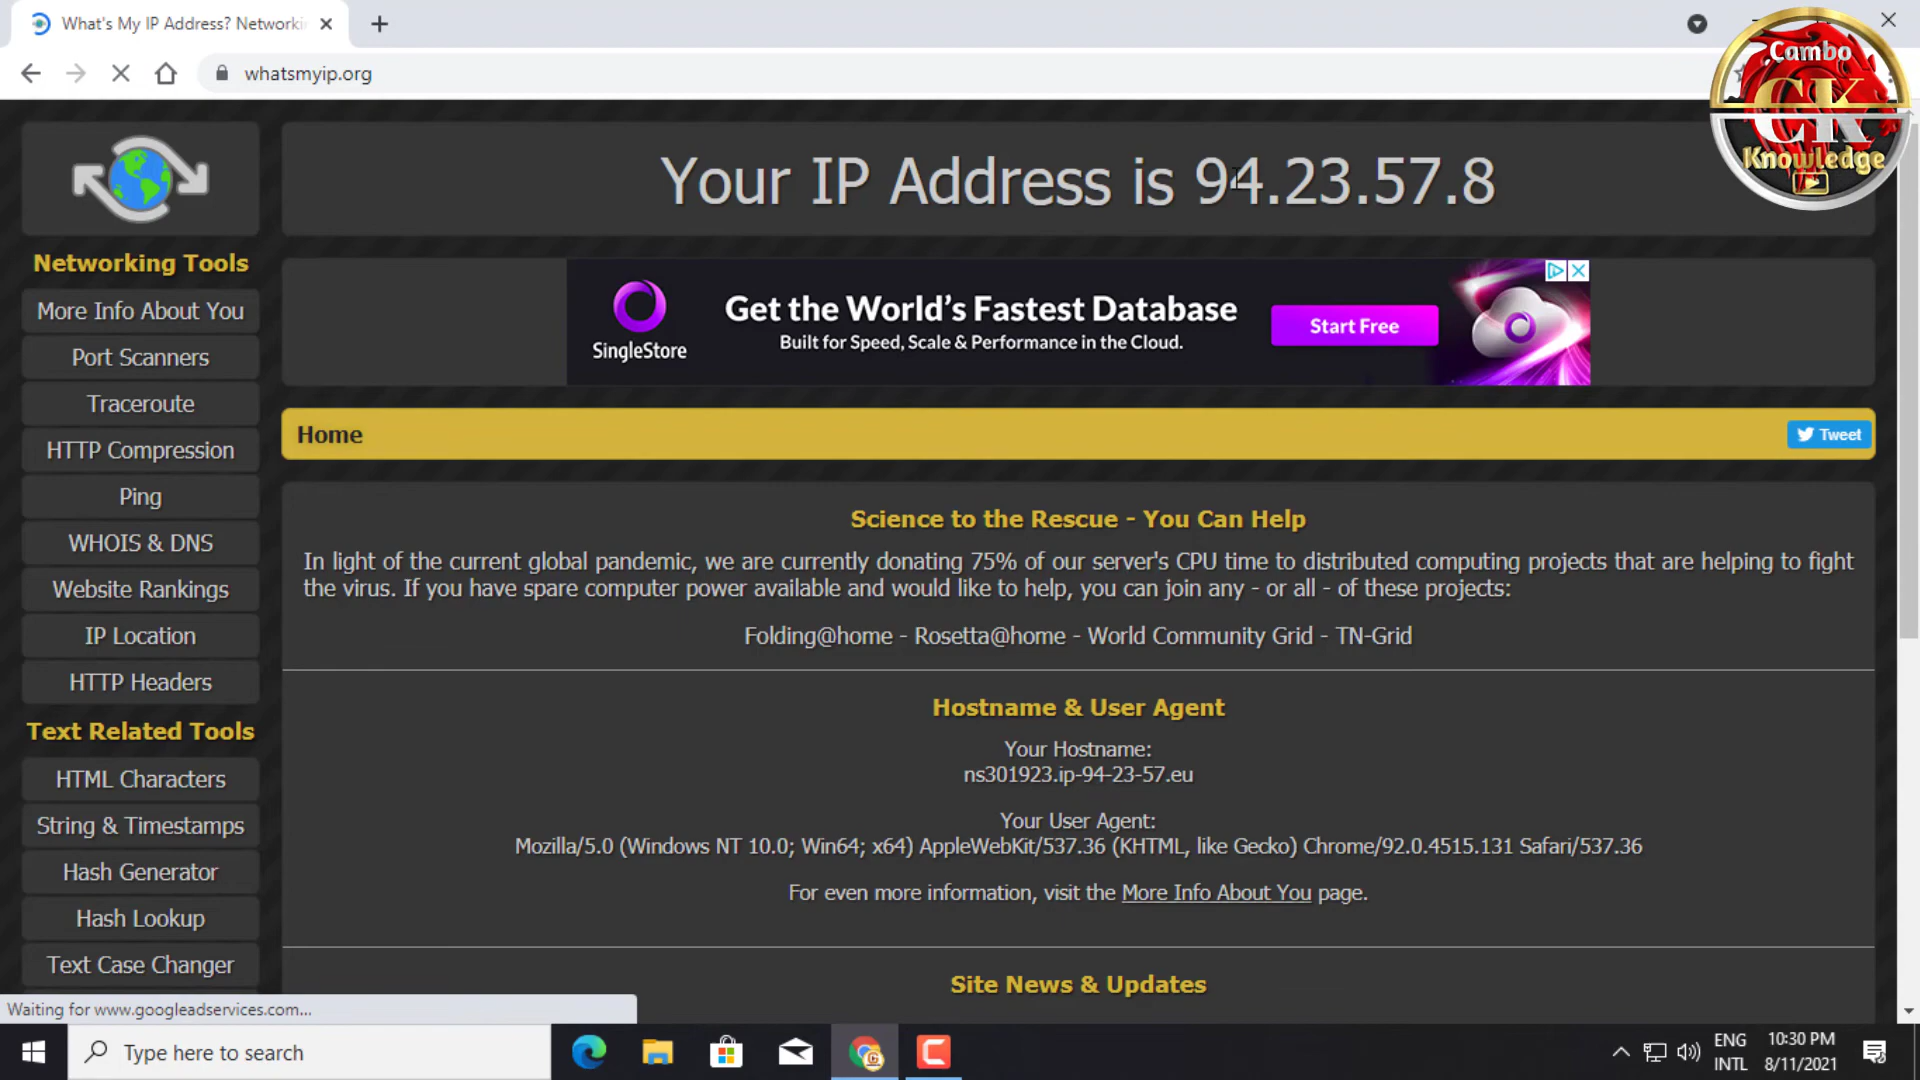 What's My IP Address? Networki
whatsmyip.org
Cambo
CK
Knowledge
Your IP Address is 94.23.57.8
SingleStore
Get the World's Fastest Database
Built for Speed, Scale & Performance in the Cloud.
Start Free
Networking Tools
More Info About You
Port Scanners
Traceroute
HTTP Compression
Ping
WHOIS & DNS
Website Rankings
IP Location
HTTP Headers
Text Related Tools
HTML Characters
String & Timestamps
Hash Generator
Hash Lookup
Text Case Changer
Home
Tweet
Science to the Rescue - You Can Help
In light of the current global pandemic, we are currently donating 75% of our server's CPU time to distributed computing projects that are helping to fight
the virus. If you have spare computer power available and would like to help, you can join any - or all - of these projects:
Folding@home - Rosetta@home - World Community Grid - TN-Grid
Hostname & User Agent
Your Hostname:
ns301923.ip-94-23-57.eu
Your User Agent:
Mozilla/5.0 (Windows NT 10.0; Win64; x64) AppleWebKit/537.36 (KHTML, like Gecko) Chrome/92.0.4515.131 Safari/537.36
For even more information, visit the More Info About You page.
Site News & Updates
Waiting for www.googleadservices.com...
Type here to search
ENG
INTL
10:30 PM
8/11/2021